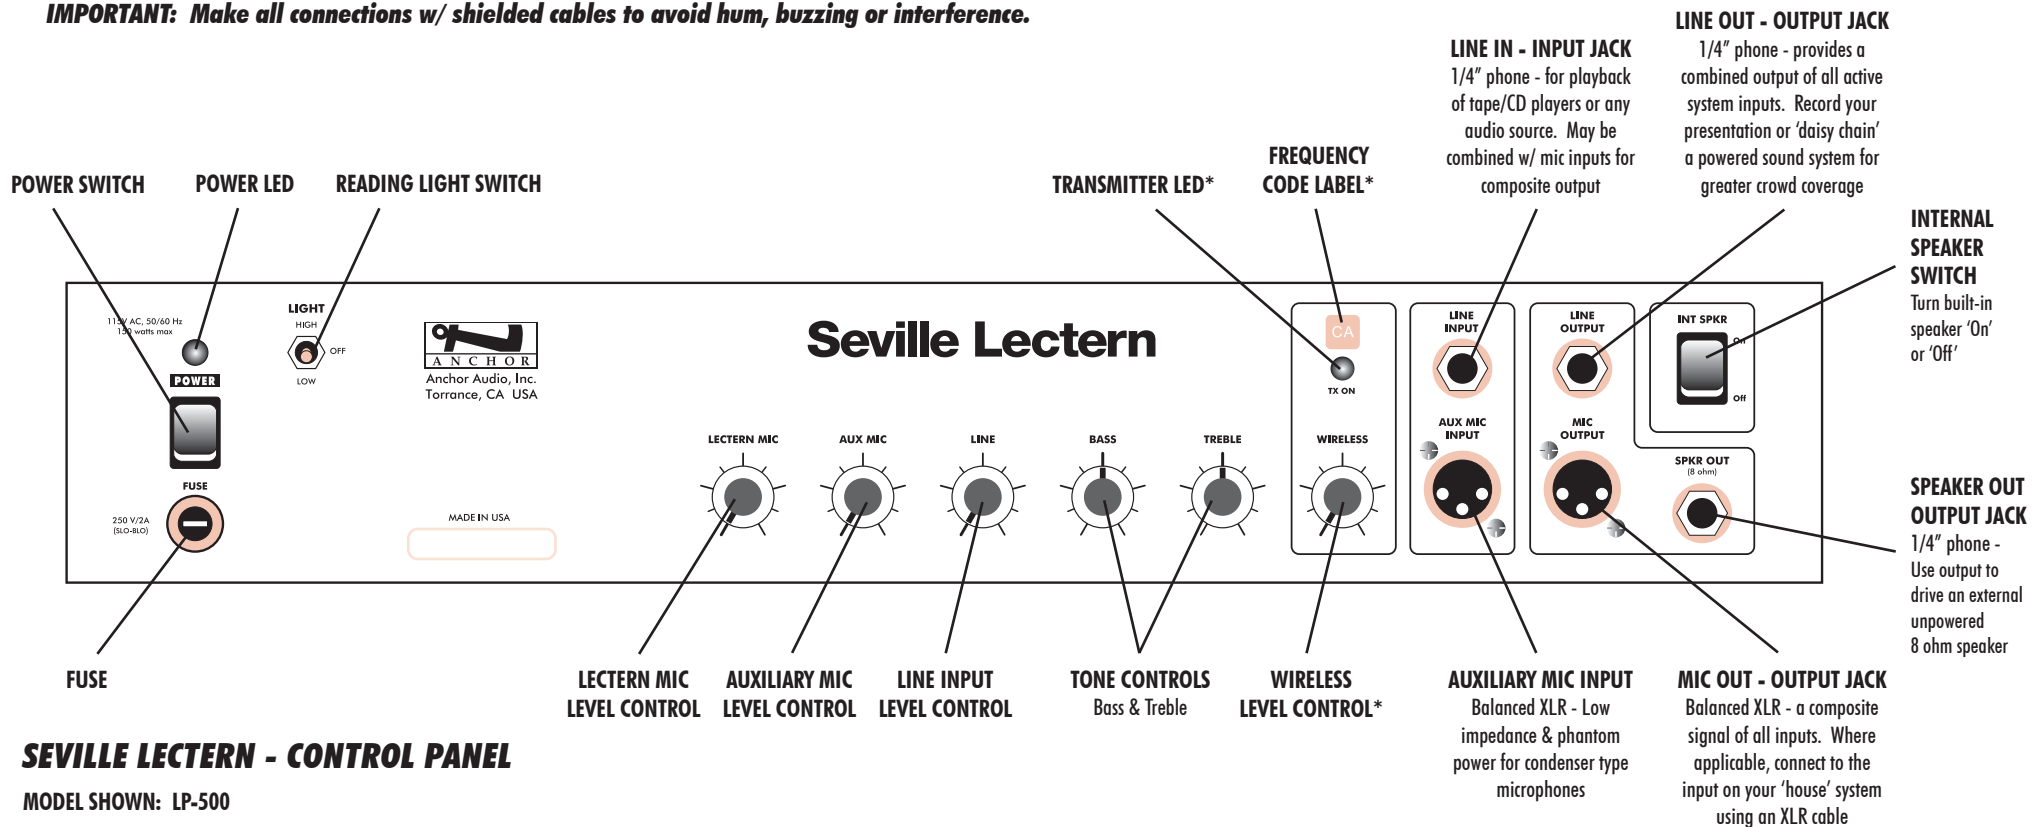 IMPORTANT:  Make all connections w/ shielded cables to avoid hum, buzzing or interference.
LINE OUT - OUTPUT JACK
1/4" phone - provides a
combined output of all active
system inputs.  Record your
presentation or ‘daisy chain’
a powered sound system for
greater crowd coverage
LINE IN - INPUT JACK
1/4" phone - for playback
of tape/CD players or any
audio source.  May be
combined w/ mic inputs for
composite output
FREQUENCY
CODE LABEL*
TRANSMITTER LED*
POWER SWITCH
POWER LED
READING LIGHT SWITCH
INTERNAL
SPEAKER
SWITCH
Turn built-in
speaker ‘On’
or ‘Off’
115V AC, 50/60 Hz
150 watts max
POWER
LIGHT
HIGH
OFF
LOW
ANCHOR
Anchor Audio, Inc.
Torrance, CA  USA
Seville Lectern
CA
TX ON
LINE
INPUT
LINE
OUTPUT
INT SPKR
On
Off
FUSE
250 V/2A
(SLO-BLO)
MADE IN USA
LECTERN MIC
AUX MIC
LINE
BASS
TREBLE
WIRELESS
AUX MIC
INPUT
MIC
OUTPUT
SPKR OUT
(8 ohm)
SPEAKER OUT
OUTPUT JACK
1/4" phone -
Use output to
drive an external
unpowered
8 ohm speaker
FUSE
LECTERN MIC
LEVEL CONTROL
AUXILIARY MIC
LEVEL CONTROL
LINE INPUT
LEVEL CONTROL
TONE CONTROLS
Bass & Treble
WIRELESS
LEVEL CONTROL*
AUXILIARY MIC INPUT
Balanced XLR - Low
impedance & phantom
power for condenser type
microphones
MIC OUT - OUTPUT JACK
Balanced XLR - a composite
signal of all inputs.  Where
applicable, connect to the
input on your ‘house’ system
using an XLR cable
SEVILLE LECTERN - CONTROL PANEL
MODEL SHOWN:  LP-500